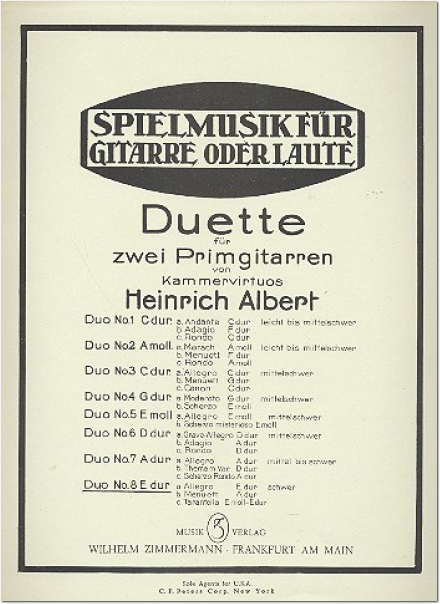 SPIELMUSIK FÜR
GITARRE ODER LAUTE
Duette
für
zwei Primgitarren
von
Kammervirtuos
Heinrich Albert
Duo No.1 C dur. a. Andante C dur leicht bis mittelschwer
b. Adagio F dur
c. Rondo C dur
Duo No.2 A moll. a. Marsch A moll leicht bis mittelschwer
b. Menuett F dur
c. Rondo A moll
Duo No.3 C dur. a. Allegro C dur mittelschwer
b. Menuett G dur
c. Canon C dur
Duo No.4 G dur a. Moderato G dur mittelschwer
b. Scherzo E moll
Duo No.5 E moll a. Allegro E moll mittelschwer
b. Scherzo misterioso E moll
Duo No.6 D dur a. Grave-Allegro D dur mittelschwer
b. Adagio A dur
c. Rondo D dur
Duo No.7 A dur a. Allegro A dur mittel bis schwer
b. Them.m.Var. D dur
c. Scherzo Rondo A dur
Duo No.8 E dur a. Allegro E dur schwer
b. Menuett A dur
c. Tarantella E moll-E dur
MUSIK VERLAG
WILHELM ZIMMERMANN - FRANKFURT AM MAIN
Sole Agents for U.S.A.
C. F. Peters Corp. New York